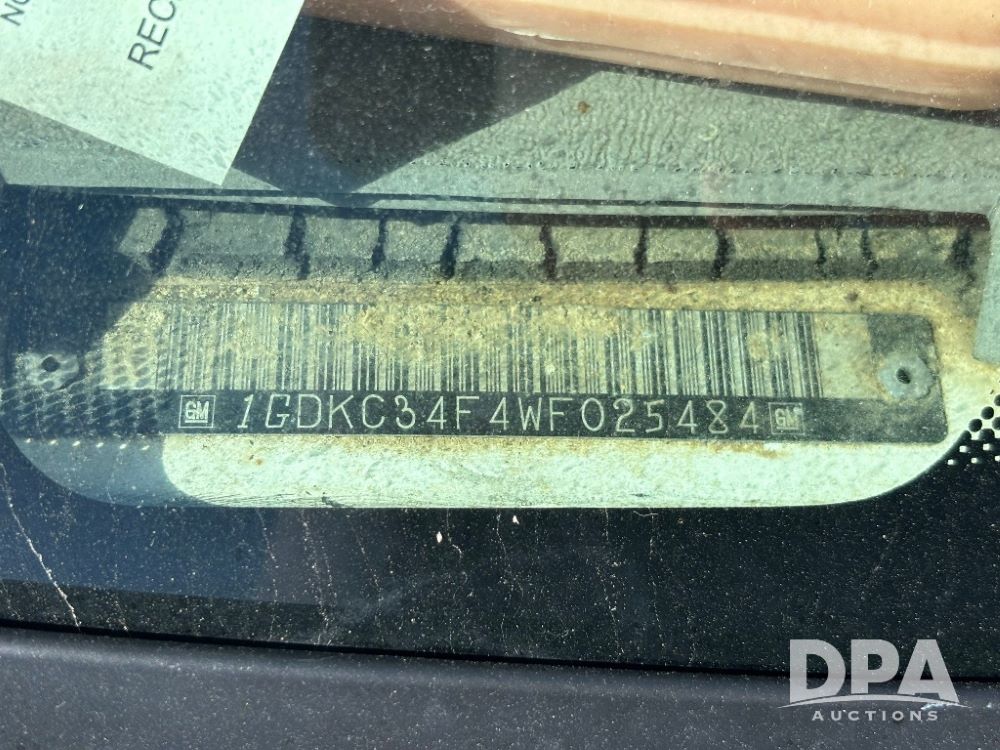 REC
GM 1GDKC34F4WF025484 GM
DPA
AUCTIONS